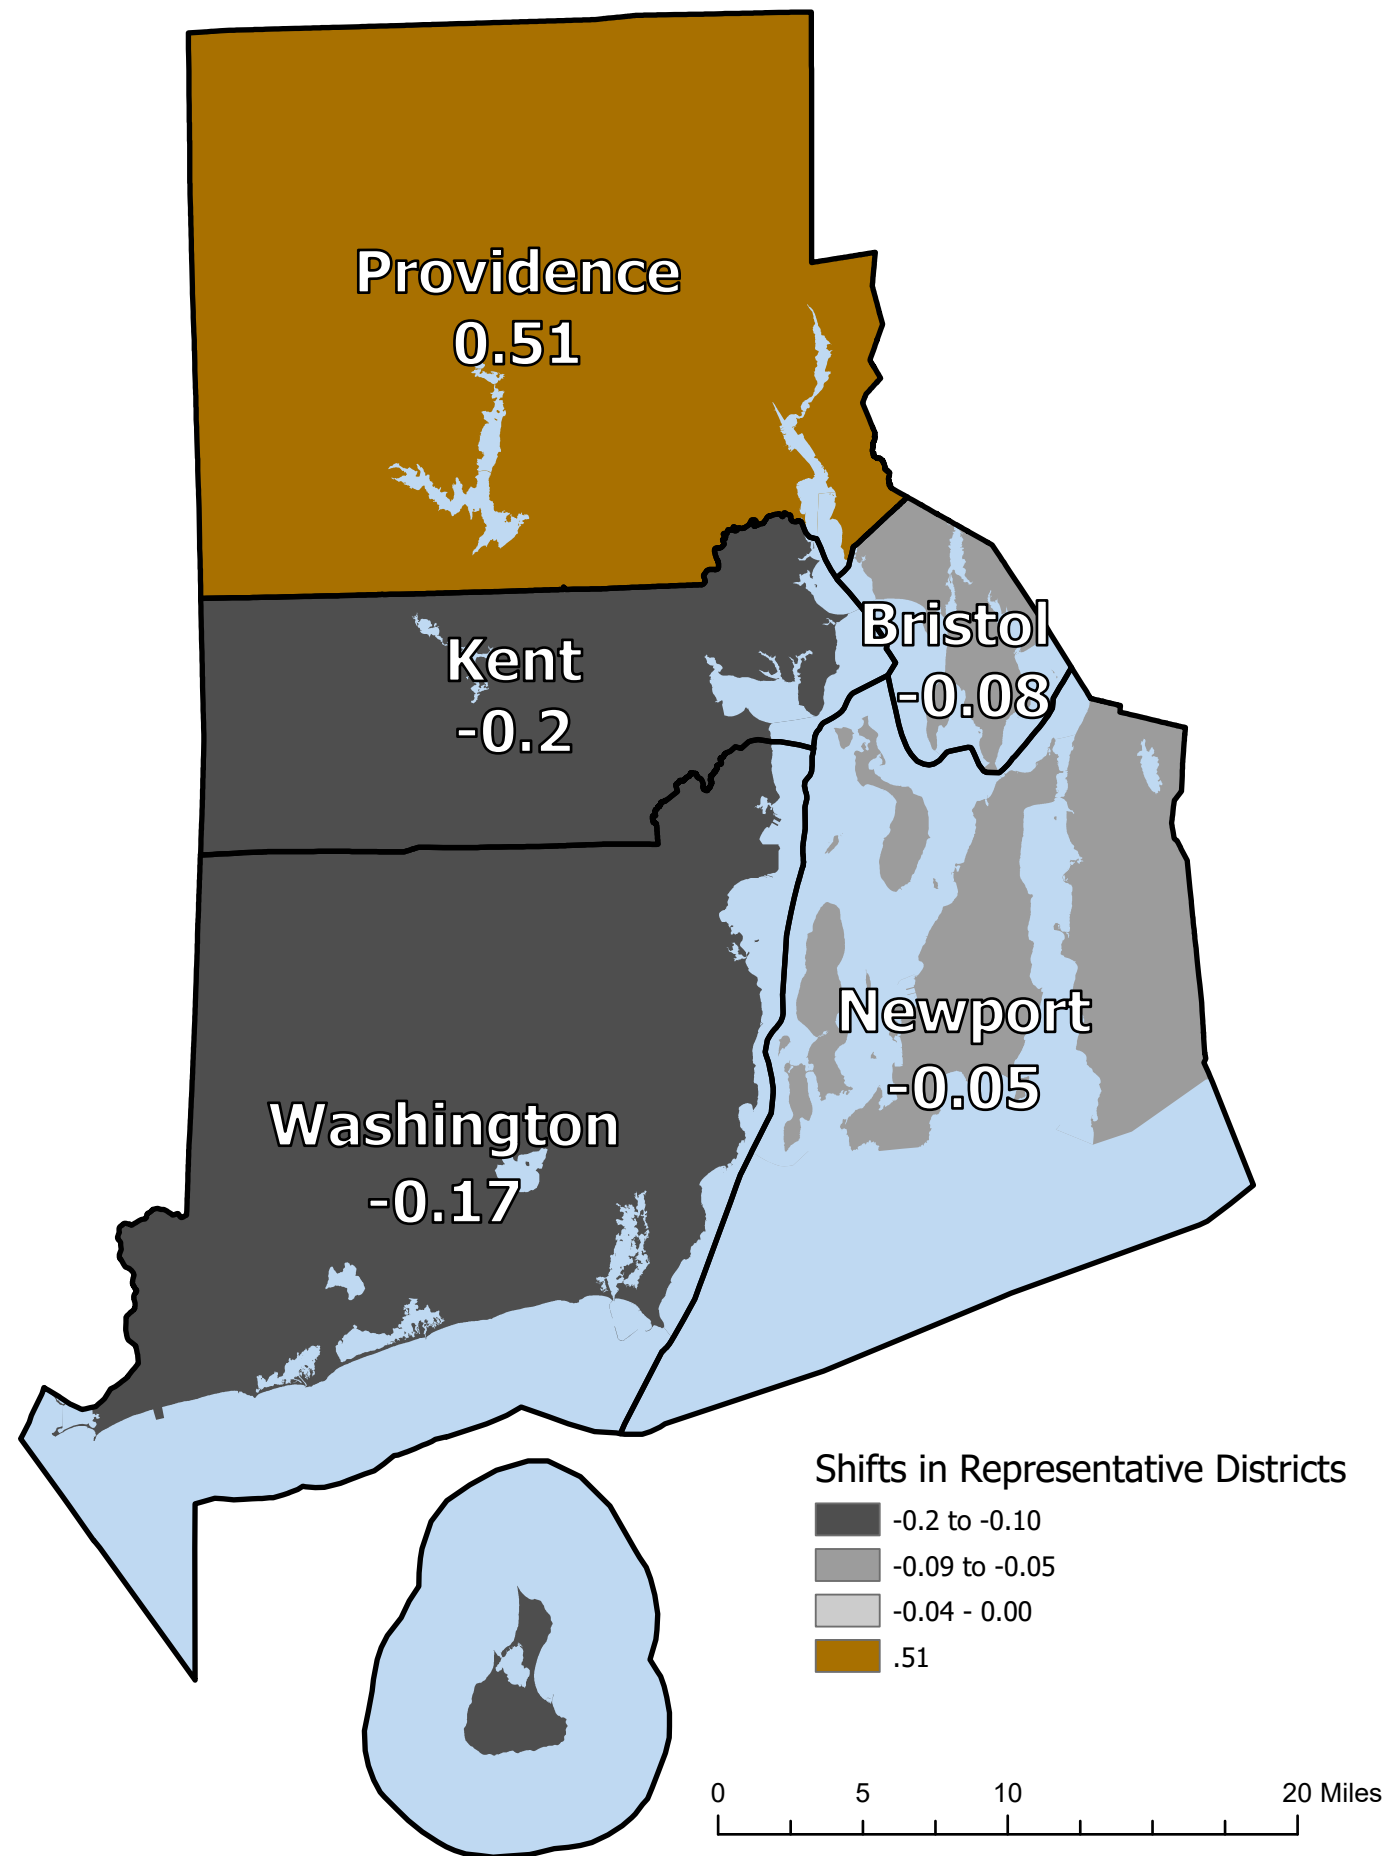 Providence
0.51
Kent
-0.2
Bristol
-0.08
Newport
-0.05
Washington
-0.17
Shifts in Representative Districts
-0.2 to -0.10
-0.09 to -0.05
-0.04 - 0.00
.51
0 5 10 20 Miles